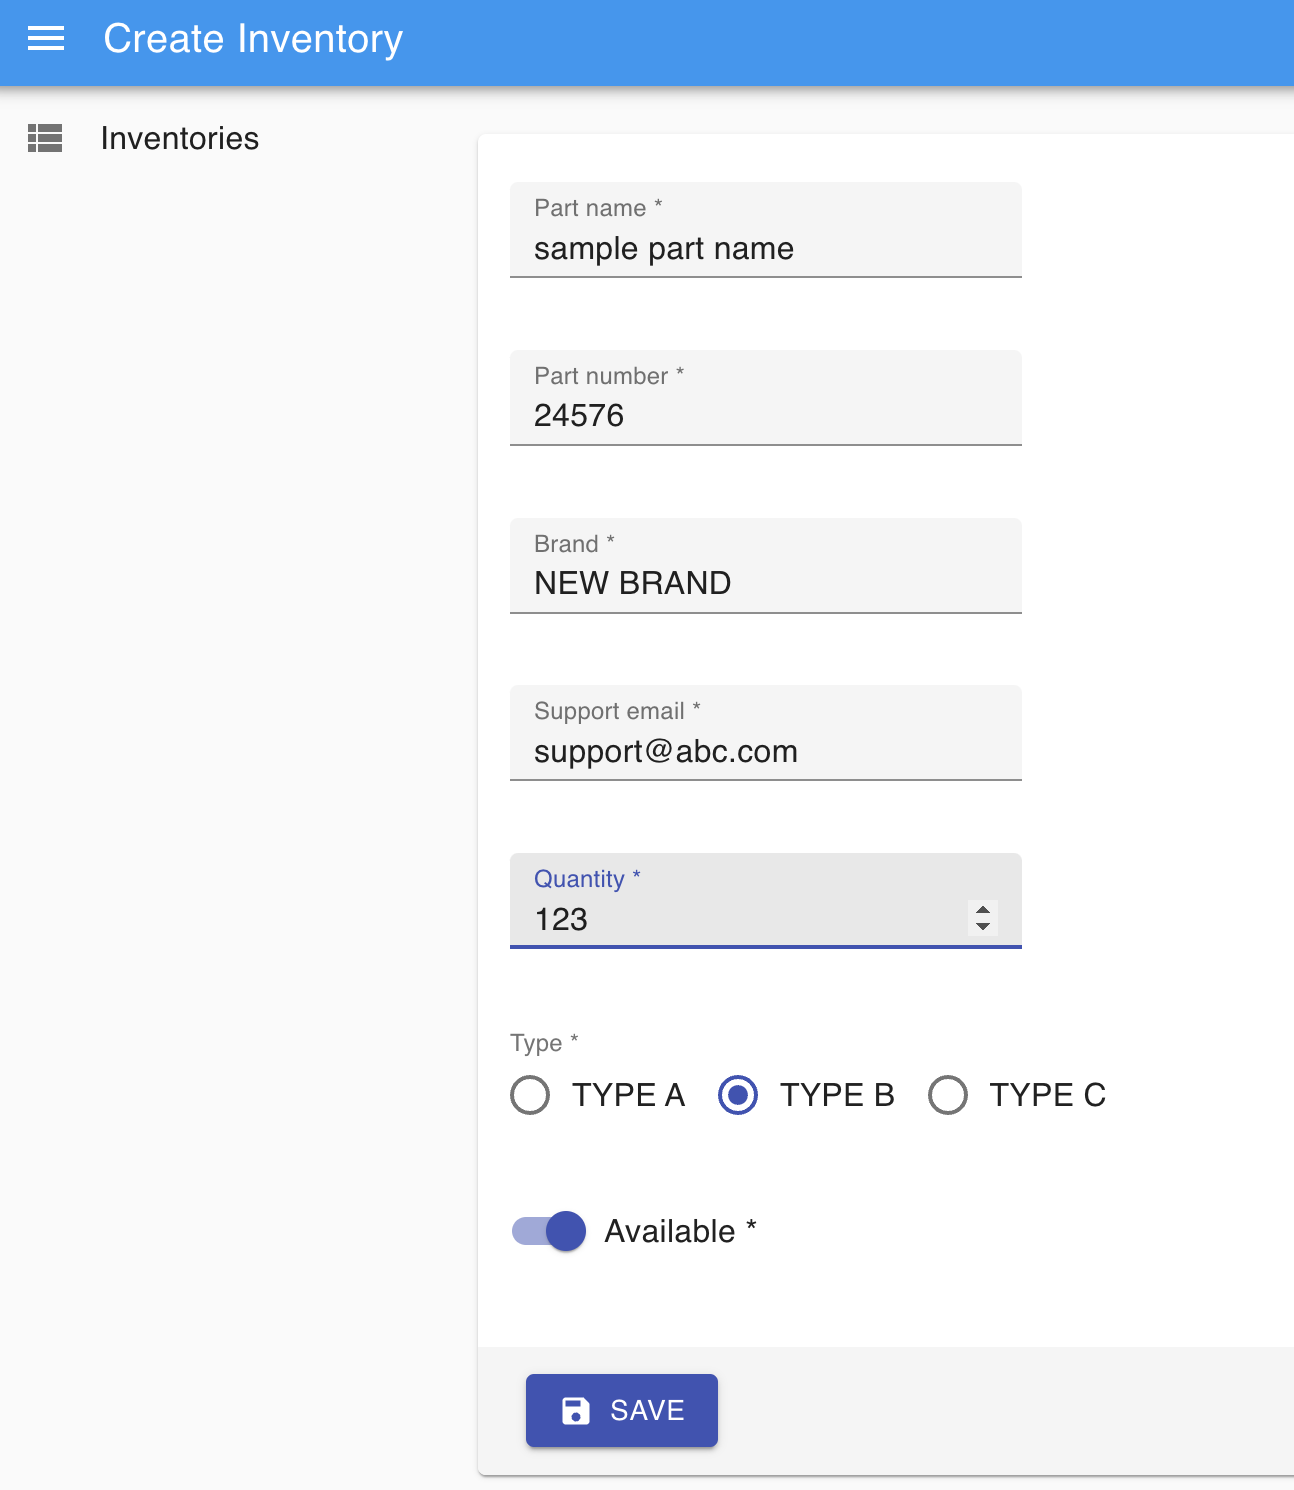 Create Inventory
Inventories
Part name *
sample part name
Part number *
24576
Brand *
NEW BRAND
Support email *
support@abc.com
Quantity *
123
Type *
TYPE A TYPE B TYPE C
Available *
SAVE